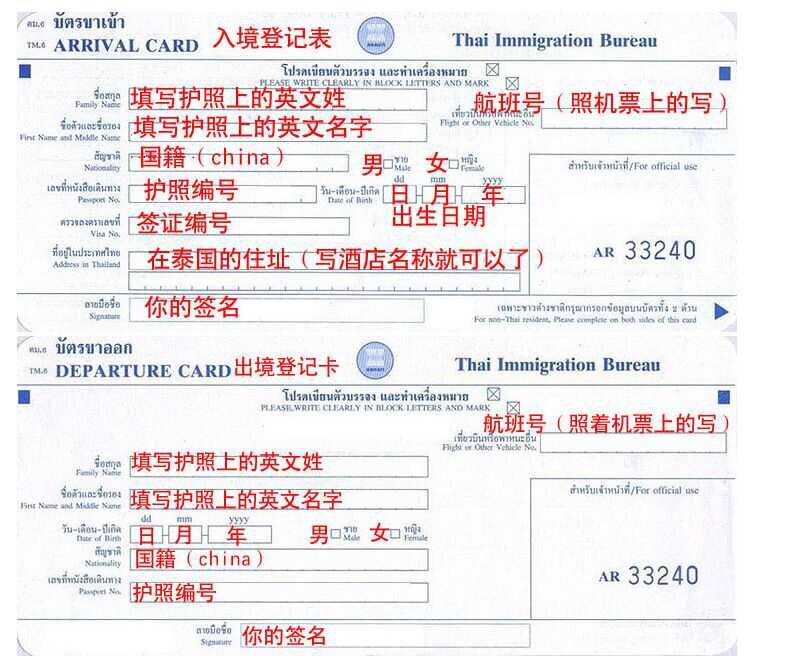 ตม.6 บัตรขาเข้า
TM.6 ARRIVAL CARD 入境登记表 Thai Immigration Bureau
โปรดเขียนตัวบรรจง และทำเครื่องหมาย
PLEASE WRITE CLEARLY IN BLOCK LETTERS AND MARK
ชื่อสกุล
Family Name 填写护照上的英文姓
航班号（照机票上的写）
เที่ยวบินหรือพาหนะอื่น
Flight or Other Vehicle No.
ชื่อตัวและชื่อรอง
First Name and Middle Name 填写护照上的英文名字
สัญชาติ
Nationality 国籍（china）
男 ชาย Male 女 หญิง Female
สำหรับเจ้าหน้าที่/For official use
เลขที่หนังสือเดินทาง
Passport No. 护照编号
วัน-เดือน-ปีเกิด
Date of Birth
dd mm yyyy
日 月 年
出生日期
ตรวจลงตราเลขที่
Visa No. 签证编号
ที่อยู่ในประเทศไทย
Address in Thailand 在泰国的住址（写酒店名称就可以了）
AR 33240
ลายมือชื่อ
Signature 你的签名
เฉพาะชาวต่างชาติกรุณากรอกข้อมูลบนบัตรทั้ง 2 ด้าน
For non-Thai resident, Please complete on both sides of this card
ตม.6 บัตรขาออก
TM.6 DEPARTURE CARD 出境登记卡 Thai Immigration Bureau
โปรดเขียนตัวบรรจง และทำเครื่องหมาย
PLEASE WRITE CLEARLY IN BLOCK LETTERS AND MARK
航班号（照着机票上的写）
เที่ยวบินหรือพาหนะอื่น
Flight or Other Vehicle No.
ชื่อสกุล
Family Name 填写护照上的英文姓
ชื่อตัวและชื่อรอง
First Name and Middle Name 填写护照上的英文名字
สำหรับเจ้าหน้าที่/For official use
dd mm yyyy
วัน-เดือน-ปีเกิด
Date of Birth 日 月 年 男 ชาย Male 女 หญิง Female
สัญชาติ
Nationality 国籍（china）
เลขที่หนังสือเดินทาง
Passport No. 护照编号
AR 33240
ลายมือชื่อ
Signature 你的签名